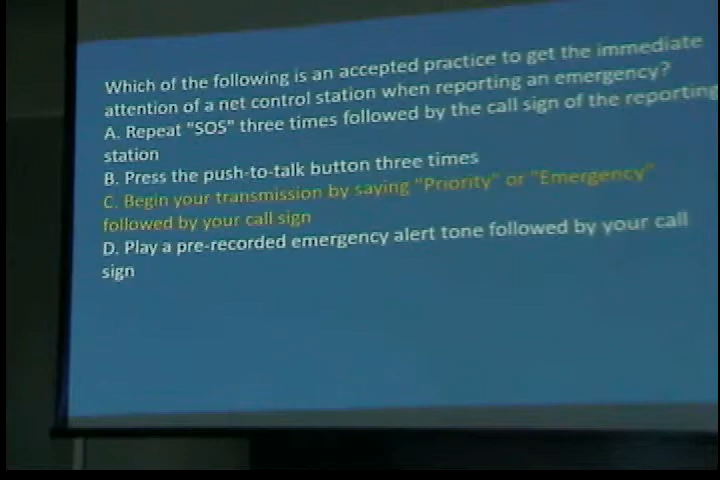 Which of the following is an accepted practice to get the immediate
attention of a net control station when reporting an emergency?
A. Repeat "SOS" three times followed by the call sign of the reporting
station
B. Press the push-to-talk button three times
C. Begin your transmission by saying "Priority" or "Emergency"
followed by your call sign
D. Play a pre-recorded emergency alert tone followed by your call
sign